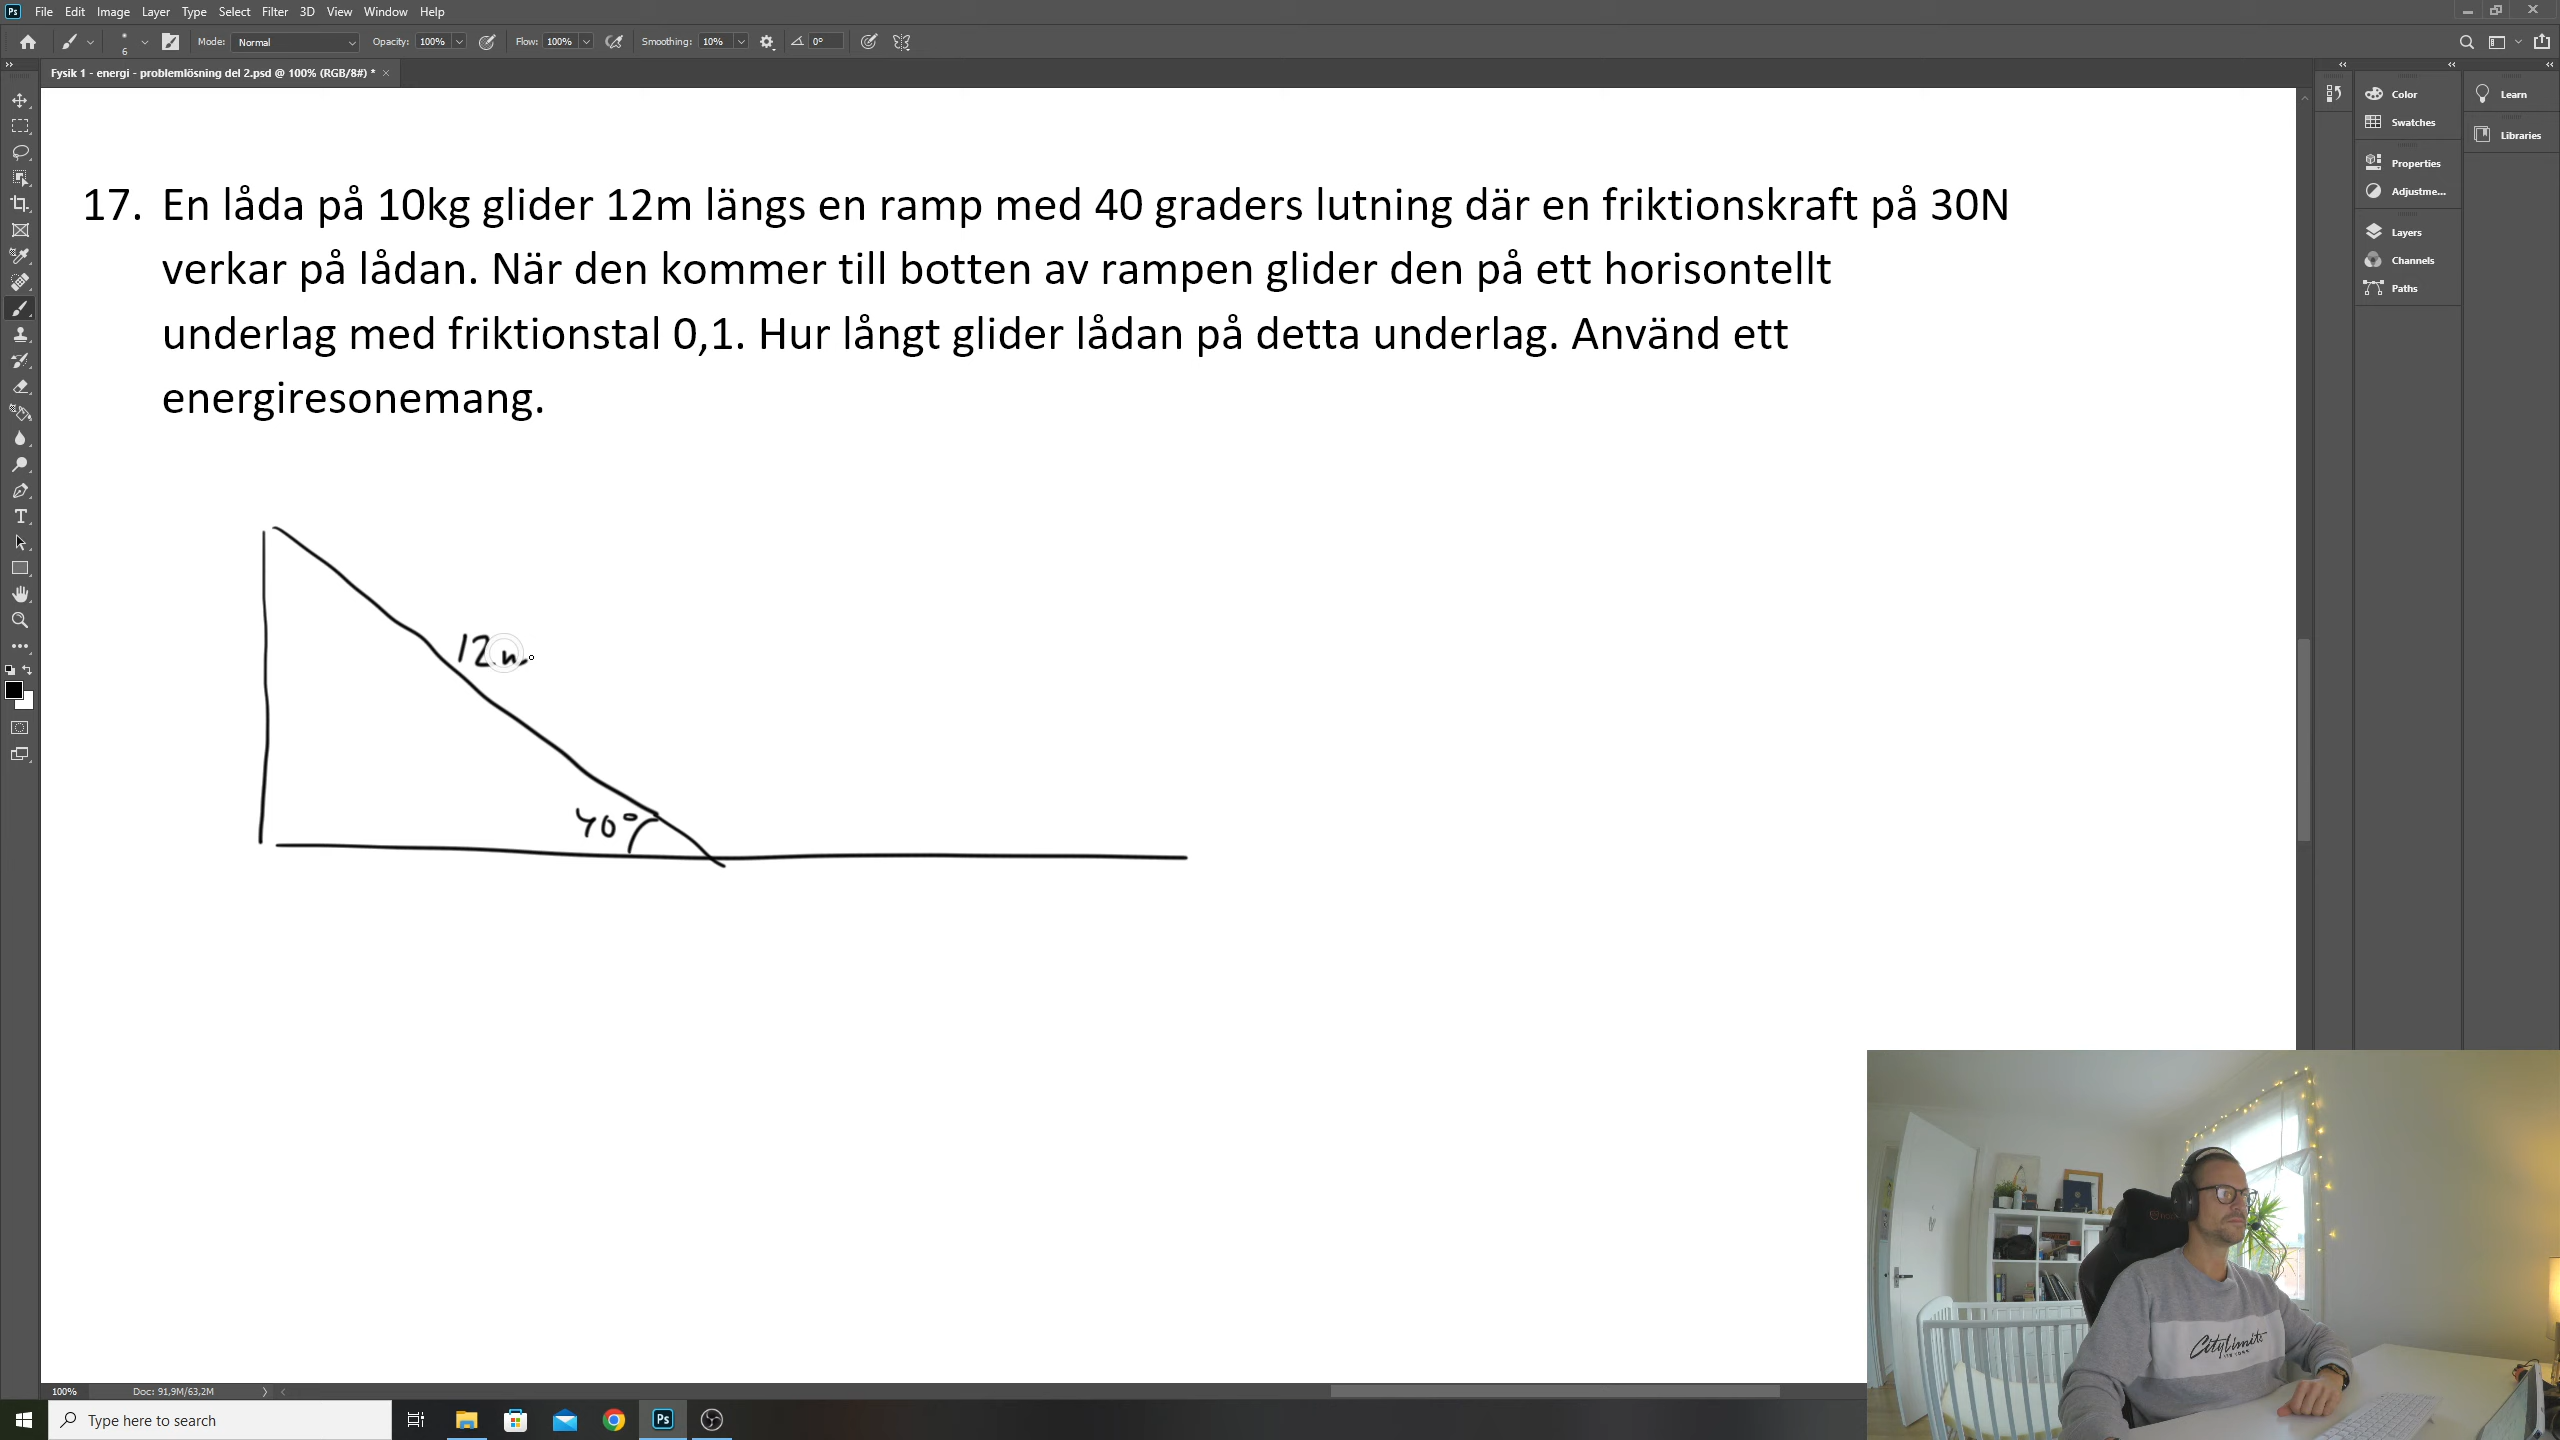 Ps File Edit Image Layer Type Select Filter 3D View Window Help
6 Mode: Normal Opacity: 100% Flow: 100% Smoothing: 10% 0°
Fysik 1 - energi - problemlösning del 2.psd @ 100% (RGB/8#) * ×
Color
Swatches
Properties
Adjustme...
Layers
Channels
Paths
Learn
Libraries
17. En låda på 10kg glider 12m längs en ramp med 40 graders lutning där en friktionskraft på 30N
verkar på lådan. När den kommer till botten av rampen glider den på ett horisontellt
underlag med friktionstal 0,1. Hur långt glider lådan på detta underlag. Använd ett
energiresonemang.
12m
40°
CityLimits
100% Doc: 91,9M/63,2M
Type here to search
Ps